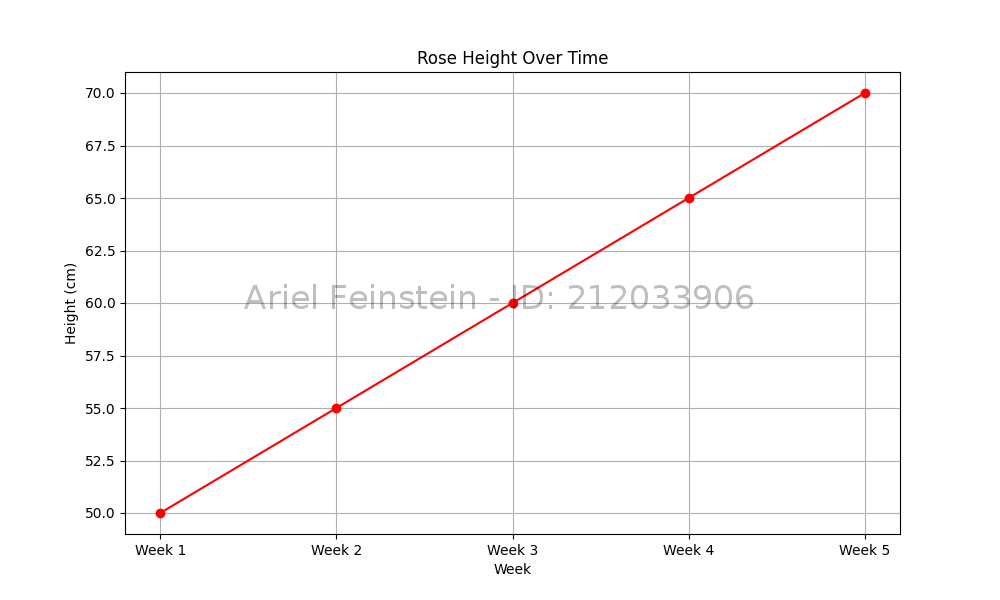 Rose Height Over Time
Height (cm)
70.0
67.5
65.0
62.5
60.0
57.5
55.0
52.5
50.0
Ariel Feinstein - ID: 212033906
Week 1 Week 2 Week 3 Week 4 Week 5
Week